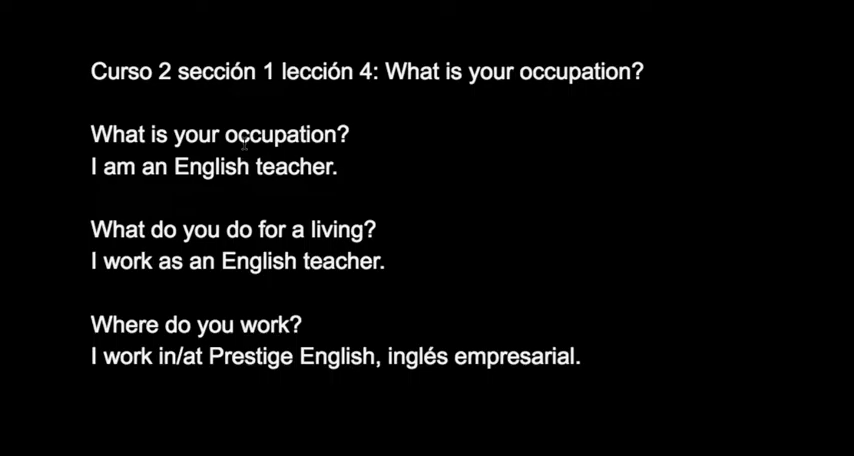 Curso 2 sección 1 lección 4: What is your occupation?
What is your occupation?
I am an English teacher.
What do you do for a living?
I work as an English teacher.
Where do you work?
I work in/at Prestige English, inglés empresarial.